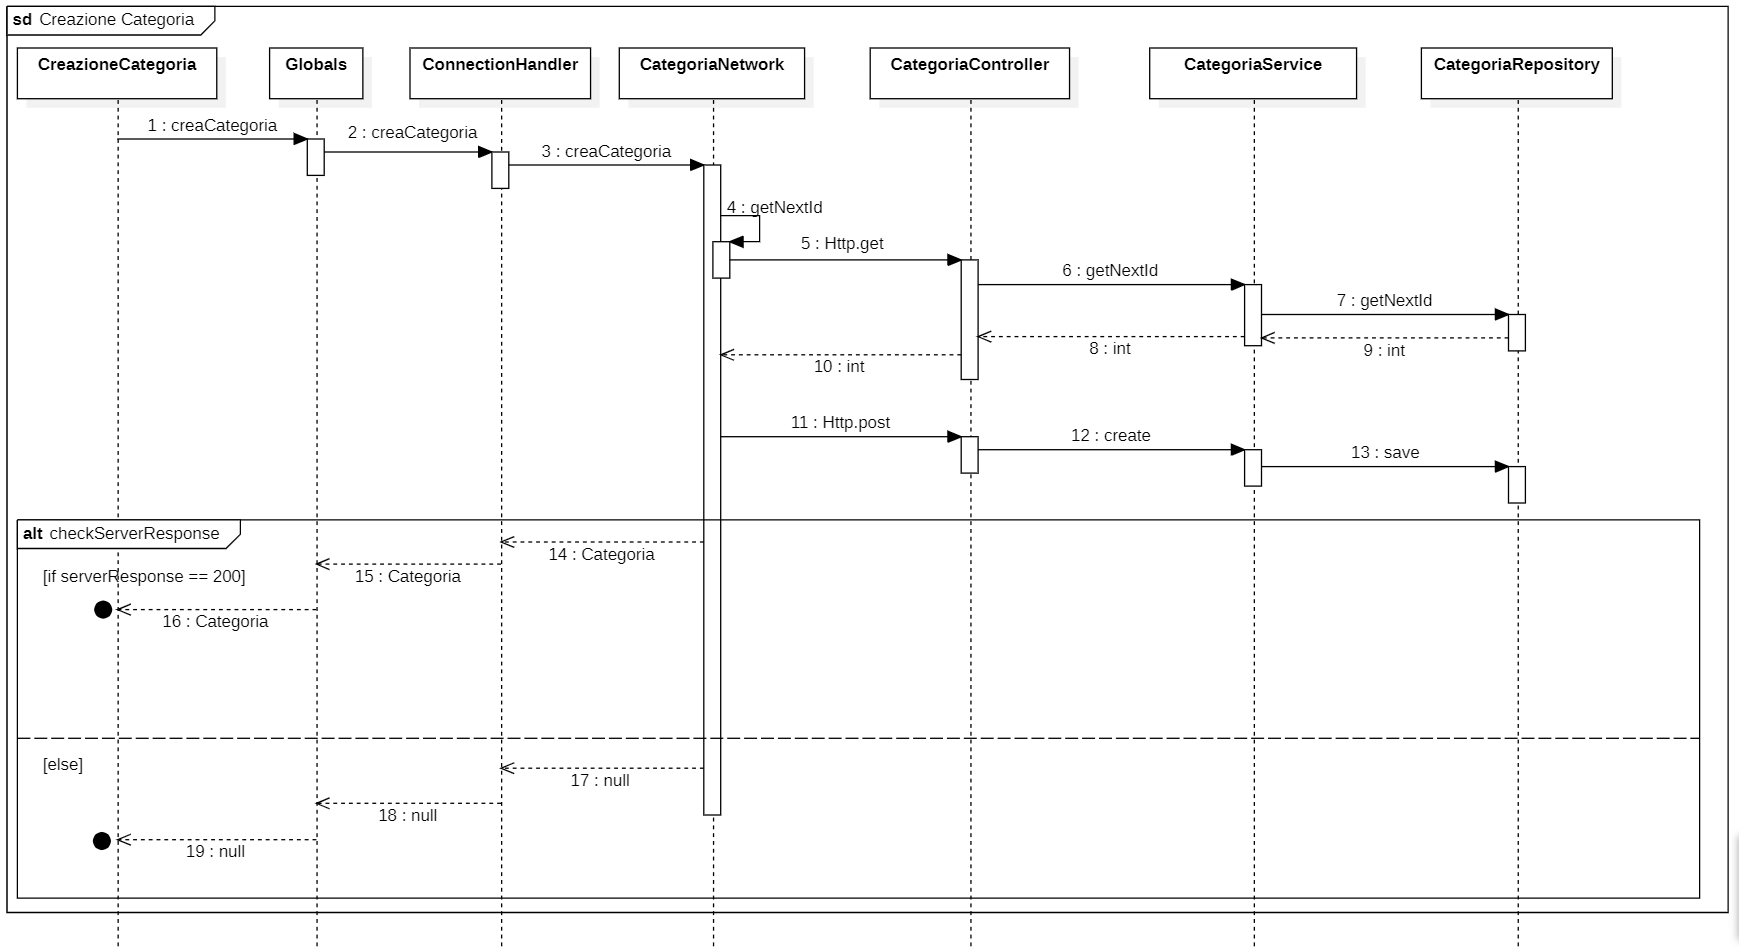 sd Creazione Categoria
CreazioneCategoria
Globals
ConnectionHandler
CategoriaNetwork
CategoriaController
CategoriaService
CategoriaRepository
1 : creaCategoria
2 : creaCategoria
3 : creaCategoria
4 : getNextId
5 : Http.get
6 : getNextId
7 : getNextId
8 : int
9 : int
10 : int
11 : Http.post
12 : create
13 : save
alt checkServerResponse
14 : Categoria
[if serverResponse == 200]
15 : Categoria
16 : Categoria
[else]
17 : null
18 : null
19 : null